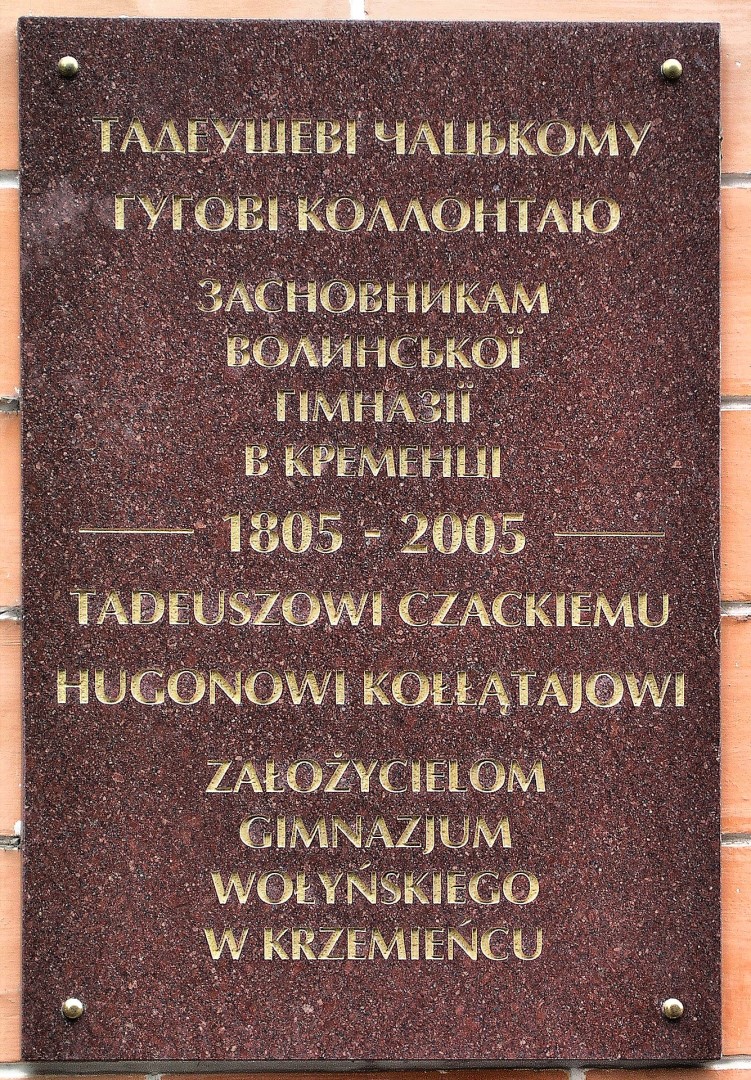 ТАДЕУШЕВІ ЧАЦЬКОМУ
ГУГОВІ КОЛЛОНТАЮ
ЗАСНОВНИКАМ
ВОЛИНСЬКОЇ
ГІМНАЗІЇ
В КРЕМЕНЦІ
1805 - 2005
TADEUSZOWI CZACKIEMU
HUGONOWI KOŁŁĄTAJOWI
ZAŁOŻYCIELOM
GIMNAZJUM
WOŁYŃSKIEGO
W KRZEMIEŃCU